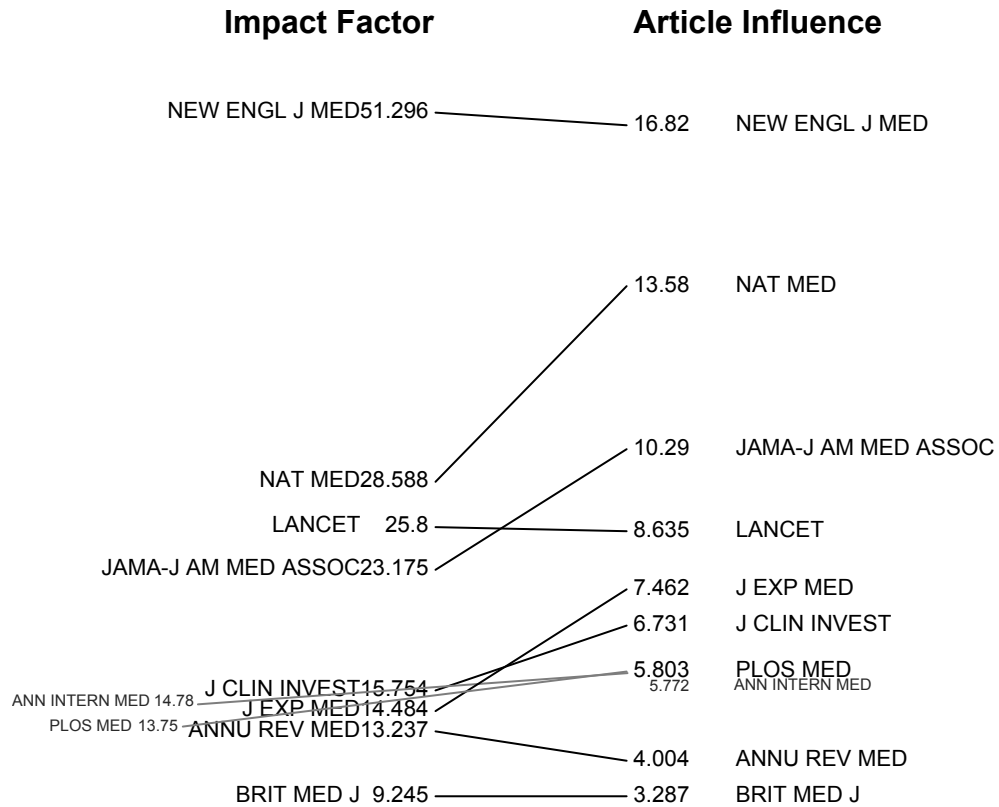 Impact Factor Article Influence
NEW ENGL J MED51.296
16.82 NEW ENGL J MED
13.58 NAT MED
10.29 JAMA-J AM MED ASSOC
NAT MED28.588
LANCET 25.8
8.635 LANCET
JAMA-J AM MED ASSOC23.175
7.462 J EXP MED
6.731 J CLIN INVEST
5.803 PLOS MED
5.772 ANN INTERN MED
J CLIN INVEST15.754
ANN INTERN MED 14.78
J EXP MED14.484
PLOS MED 13.75
ANNU REV MED13.237
4.004 ANNU REV MED
BRIT MED J 9.245 3.287 BRIT MED J